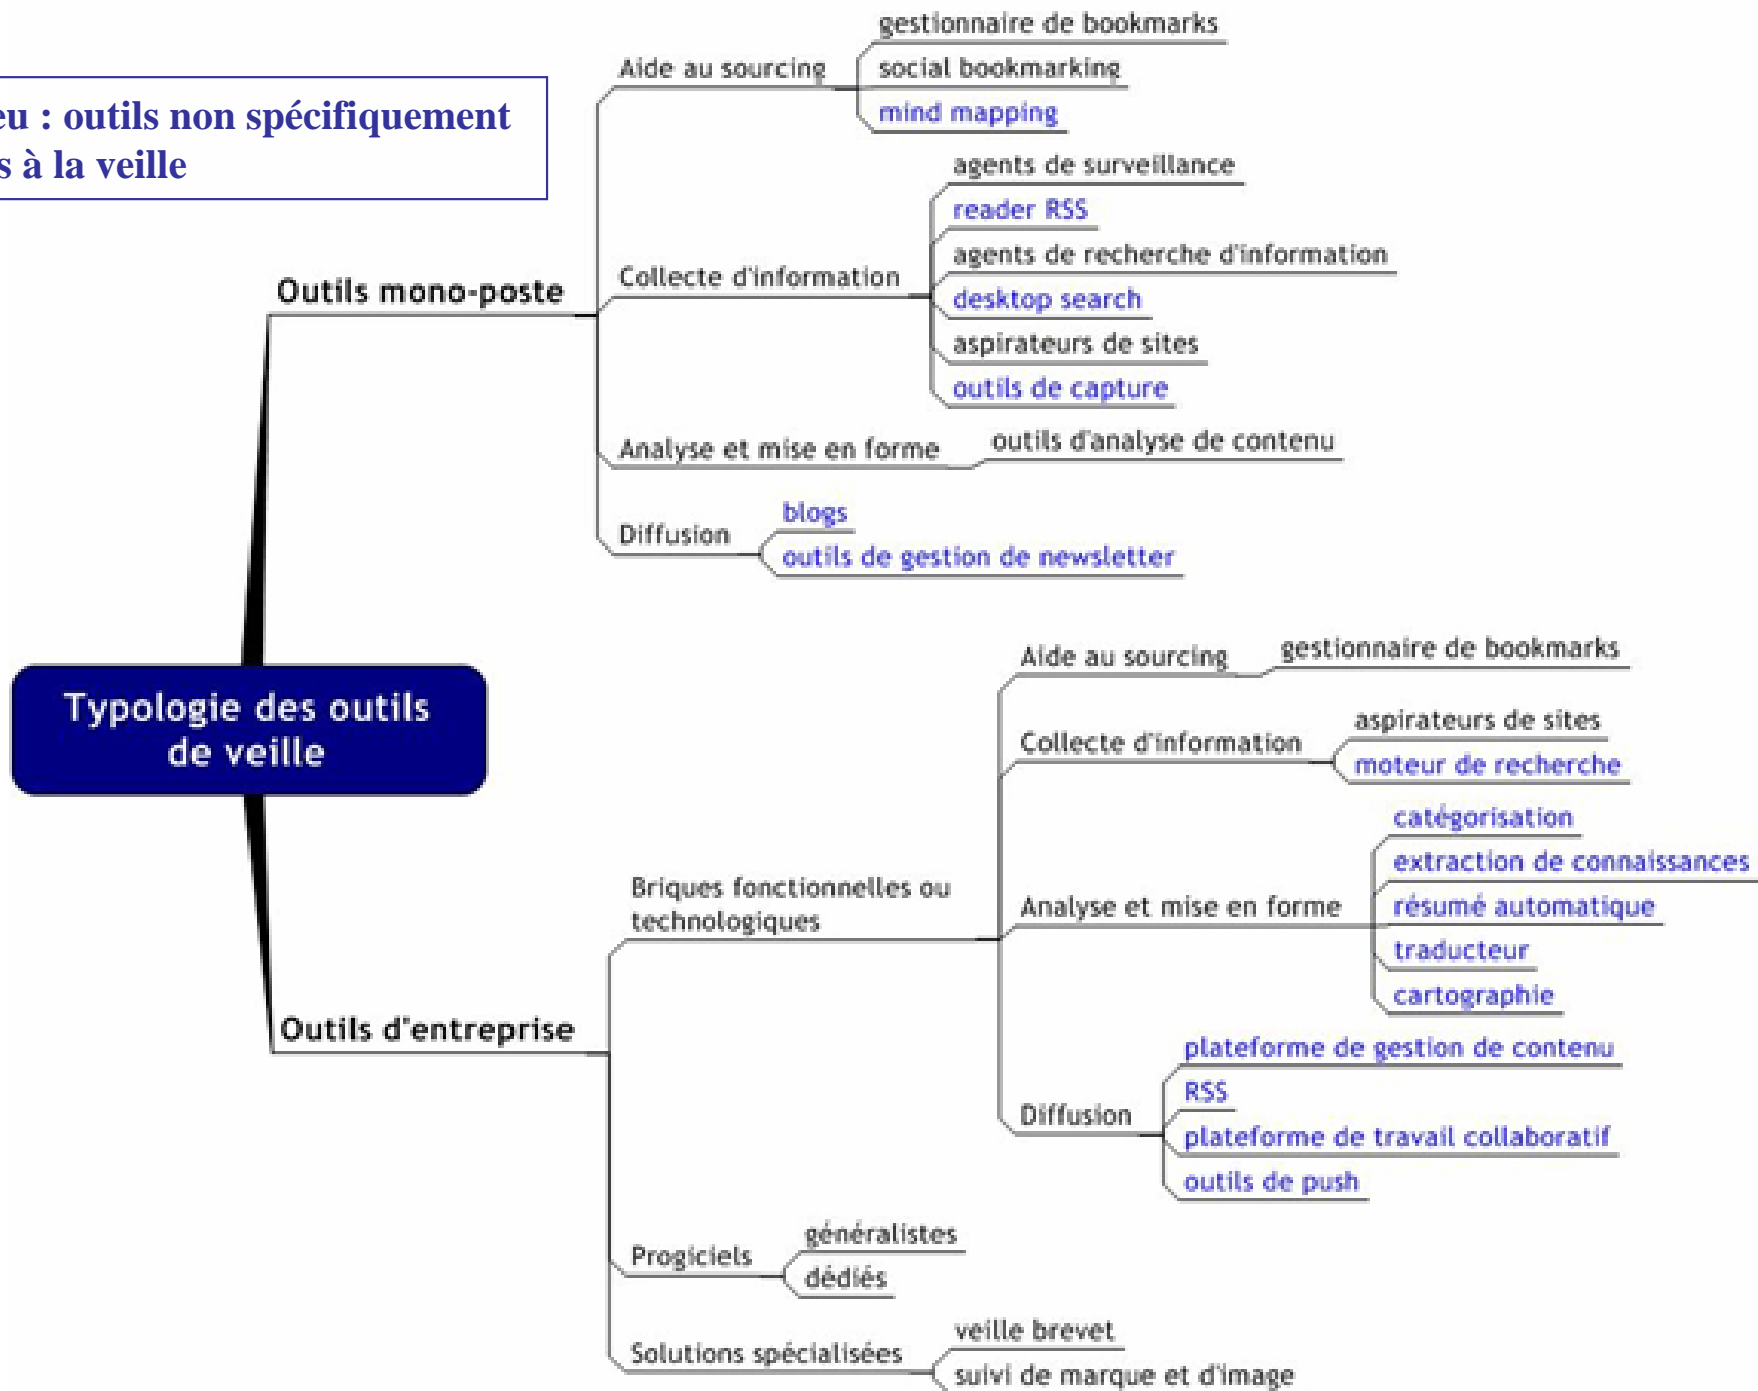 eu : outils non spécifiquement
s à la veille
Typologie des outils
de veille
Outils mono-poste
Aide au sourcing
gestionnaire de bookmarks
social bookmarking
mind mapping
Collecte d'information
agents de surveillance
reader RSS
agents de recherche d'information
desktop search
aspirateurs de sites
outils de capture
Analyse et mise en forme
outils d'analyse de contenu
Diffusion
blogs
outils de gestion de newsletter
Outils d'entreprise
Briques fonctionnelles ou
technologiques
Aide au sourcing
gestionnaire de bookmarks
Collecte d'information
aspirateurs de sites
moteur de recherche
Analyse et mise en forme
catégorisation
extraction de connaissances
résumé automatique
traducteur
cartographie
Diffusion
plateforme de gestion de contenu
RSS
plateforme de travail collaboratif
outils de push
Progiciels
généralistes
dédiés
Solutions spécialisées
veille brevet
suivi de marque et d'image